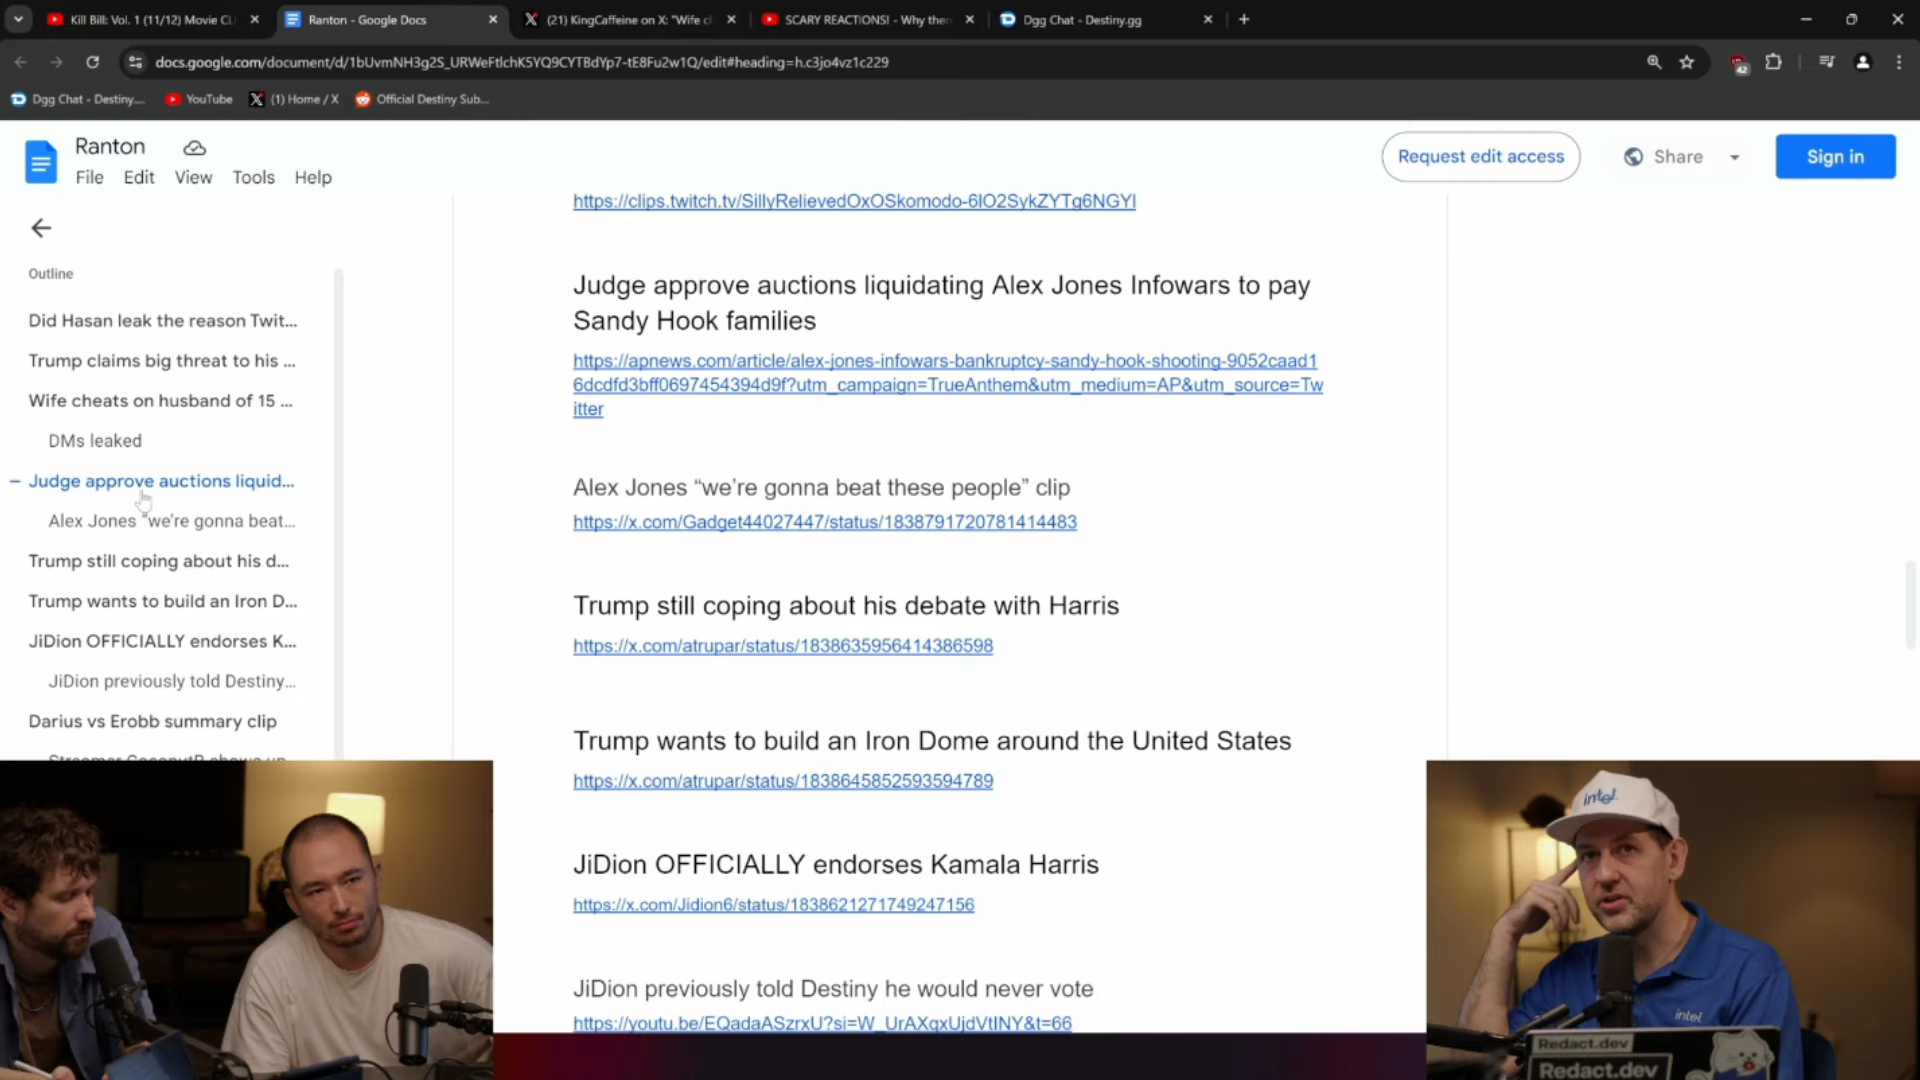 Kill Bill: Vol. 1 (11/12) Movie CL
Ranton - Google Docs
(21) KingCaffeine on X: "Wife c
SCARY REACTIONS! - Why then
Dgg Chat - Destiny.gg
docs.google.com/document/d/1bUvmNH3g2S_URWeFtlchK5YQ9CYTBdYp7-tE8Fu2w1Q/edit#heading=h.c3jo4vz1c229
42
Dgg Chat - Destiny....
YouTube
(1) Home / X
Official Destiny Sub...
Ranton
File Edit View Tools Help
Request edit access
Share
Sign in
Outline
Did Hasan leak the reason Twit...
Trump claims big threat to his ...
Wife cheats on husband of 15 ...
DMs leaked
Judge approve auctions liquid...
Alex Jones "we're gonna beat...
Trump still coping about his d...
Trump wants to build an Iron D...
JiDion OFFICIALLY endorses K...
JiDion previously told Destiny...
Darius vs Erobb summary clip
https://clips.twitch.tv/SillyRelievedOxOSkomodo-6IO2SykZYTg6NGYl
Judge approve auctions liquidating Alex Jones Infowars to pay
Sandy Hook families
https://apnews.com/article/alex-jones-infowars-bankruptcy-sandy-hook-shooting-9052caad1
6dcdfd3bff0697454394d9f?utm_campaign=TrueAnthem&utm_medium=AP&utm_source=Tw
itter
Alex Jones “we’re gonna beat these people” clip
https://x.com/Gadget44027447/status/1838791720781414483
Trump still coping about his debate with Harris
https://x.com/atrupar/status/1838635956414386598
Trump wants to build an Iron Dome around the United States
https://x.com/atrupar/status/1838645852593594789
JiDion OFFICIALLY endorses Kamala Harris
https://x.com/Jidion6/status/1838621271749247156
JiDion previously told Destiny he would never vote
https://youtu.be/EQadaASzrxU?si=W_UrAXqxUjdVtINY&t=66
intel
intel
Redact.dev
Redact.dev